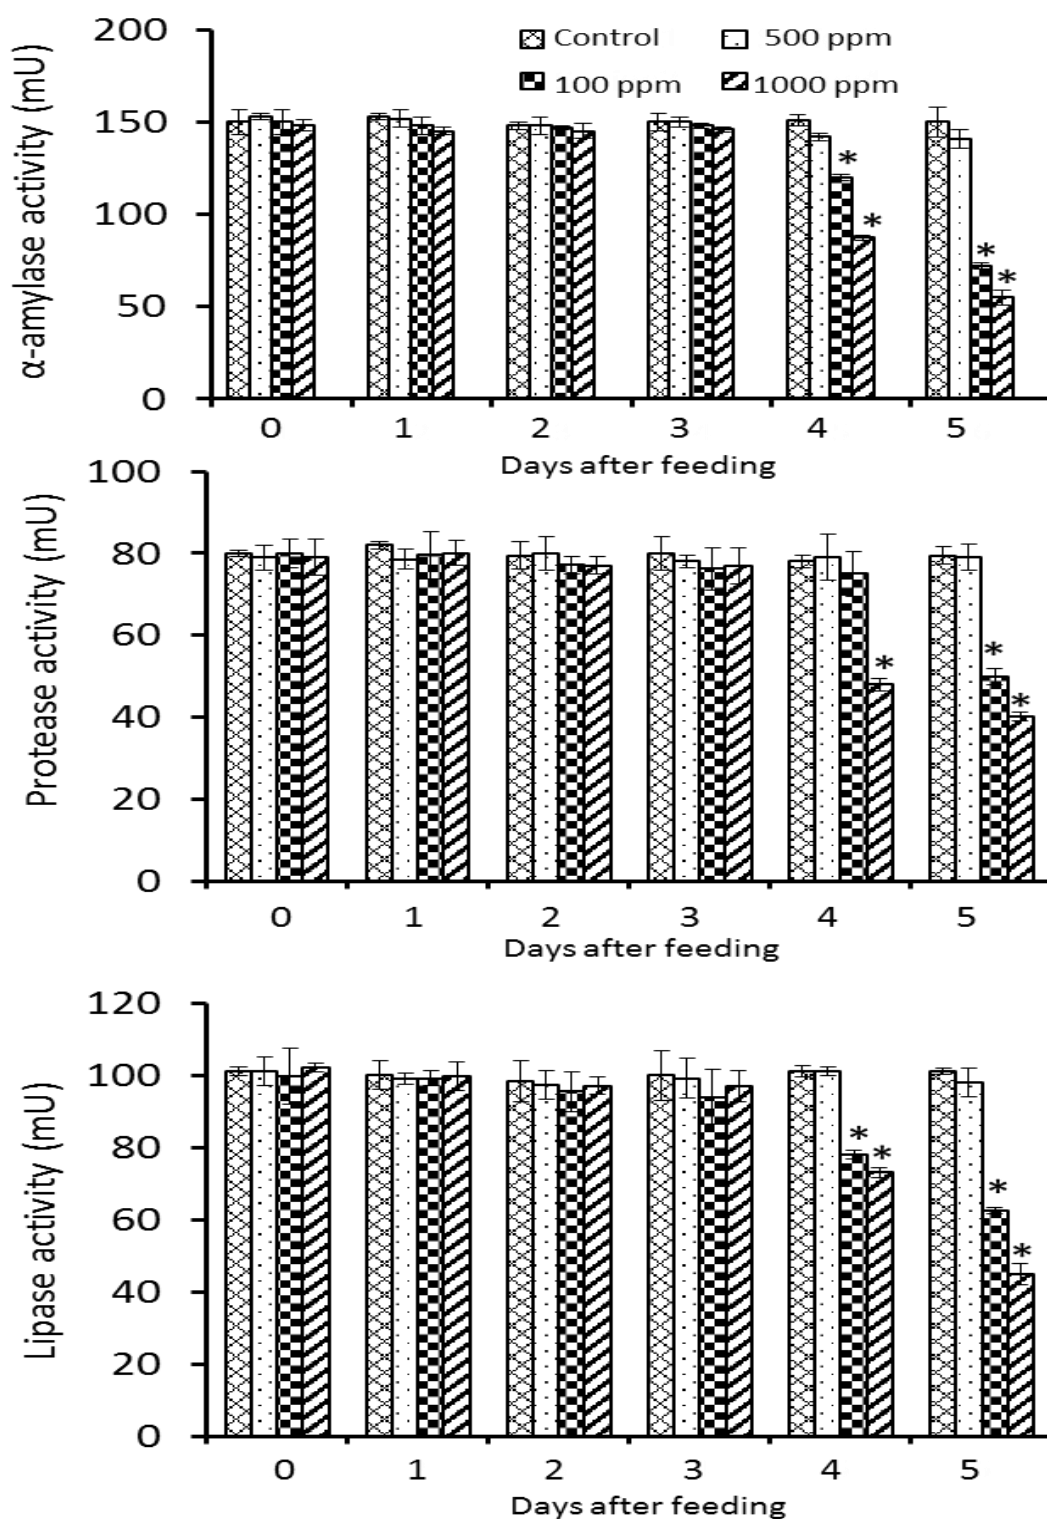 α-amylase activity (mU)
200
150
100
50
0
Control
500 ppm
100 ppm
1000 ppm
*
*
*
*
0 1 2 3 4 5
Days after feeding
Protease activity (mU)
100
80
60
40
20
0
*
*
*
0 1 2 3 4 5
Days after feeding
Lipase activity (mU)
120
100
80
60
40
20
0
*
*
*
*
0 1 2 3 4 5
Days after feeding